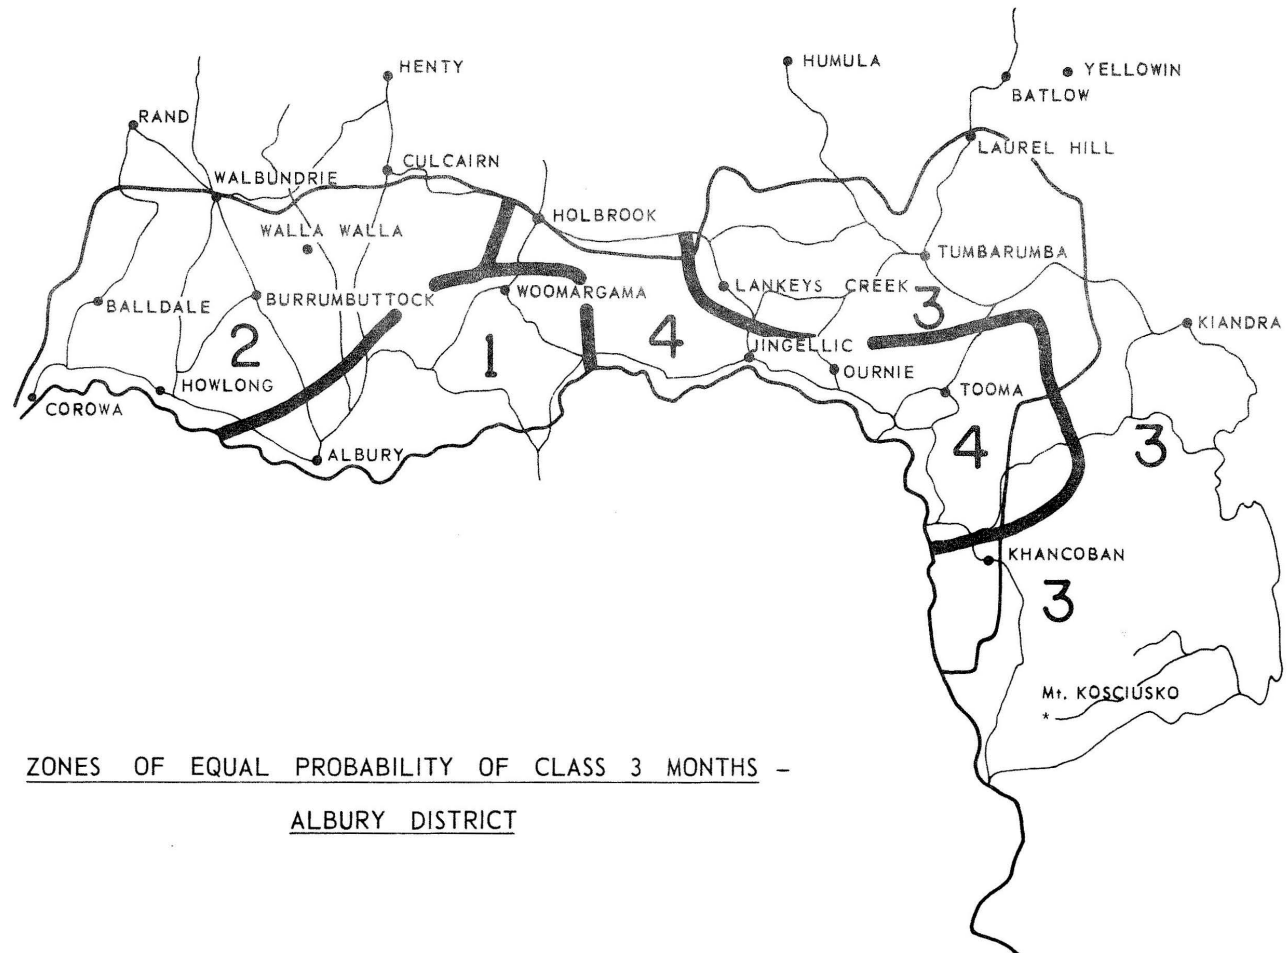 HENTY
HUMULA
YELLOWIN
BATLOW
RAND
LAUREL HILL
CULCAIRN
WALBUNDRIE
HOLBROOK
WALLA WALLA
TUMBARUMBA
LANKEYS CREEK
WOOMARGAMA
BURRUMBUTTOCK
BALLDALE
3
KIANDRA
2
1
4
JINGELLIC
OURNIE
HOWLONG
TOOMA
COROWA
4
3
ALBURY
KHANCOBAN
3
Mt. KOSCIUSKO
*
ZONES OF EQUAL PROBABILITY OF CLASS 3 MONTHS –
ALBURY DISTRICT